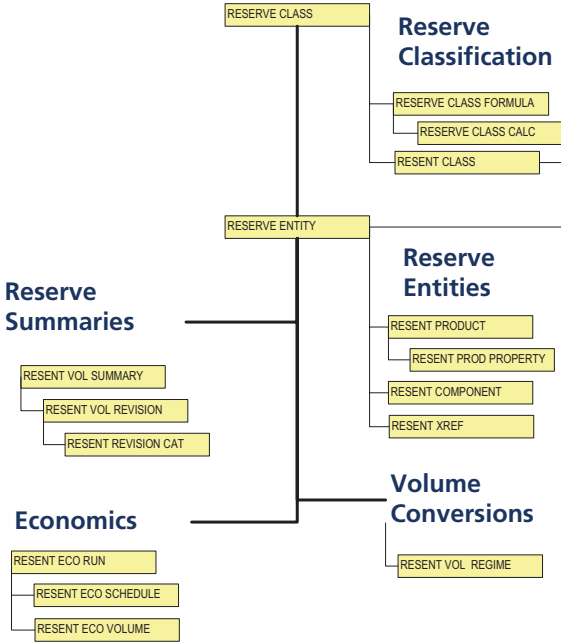 RESERVE CLASS
Reserve
Classification
RESERVE CLASS FORMULA
RESERVE CLASS CALC
RESENT CLASS
RESERVE ENTITY
Reserve
Entities
RESENT PRODUCT
RESENT PROD PROPERTY
RESENT COMPONENT
RESENT XREF
Reserve
Summaries
RESENT VOL SUMMARY
RESENT VOL REVISION
RESENT REVISION CAT
Volume
Conversions
RESENT VOL REGIME
Economics
RESENT ECO RUN
RESENT ECO SCHEDULE
RESENT ECO VOLUME